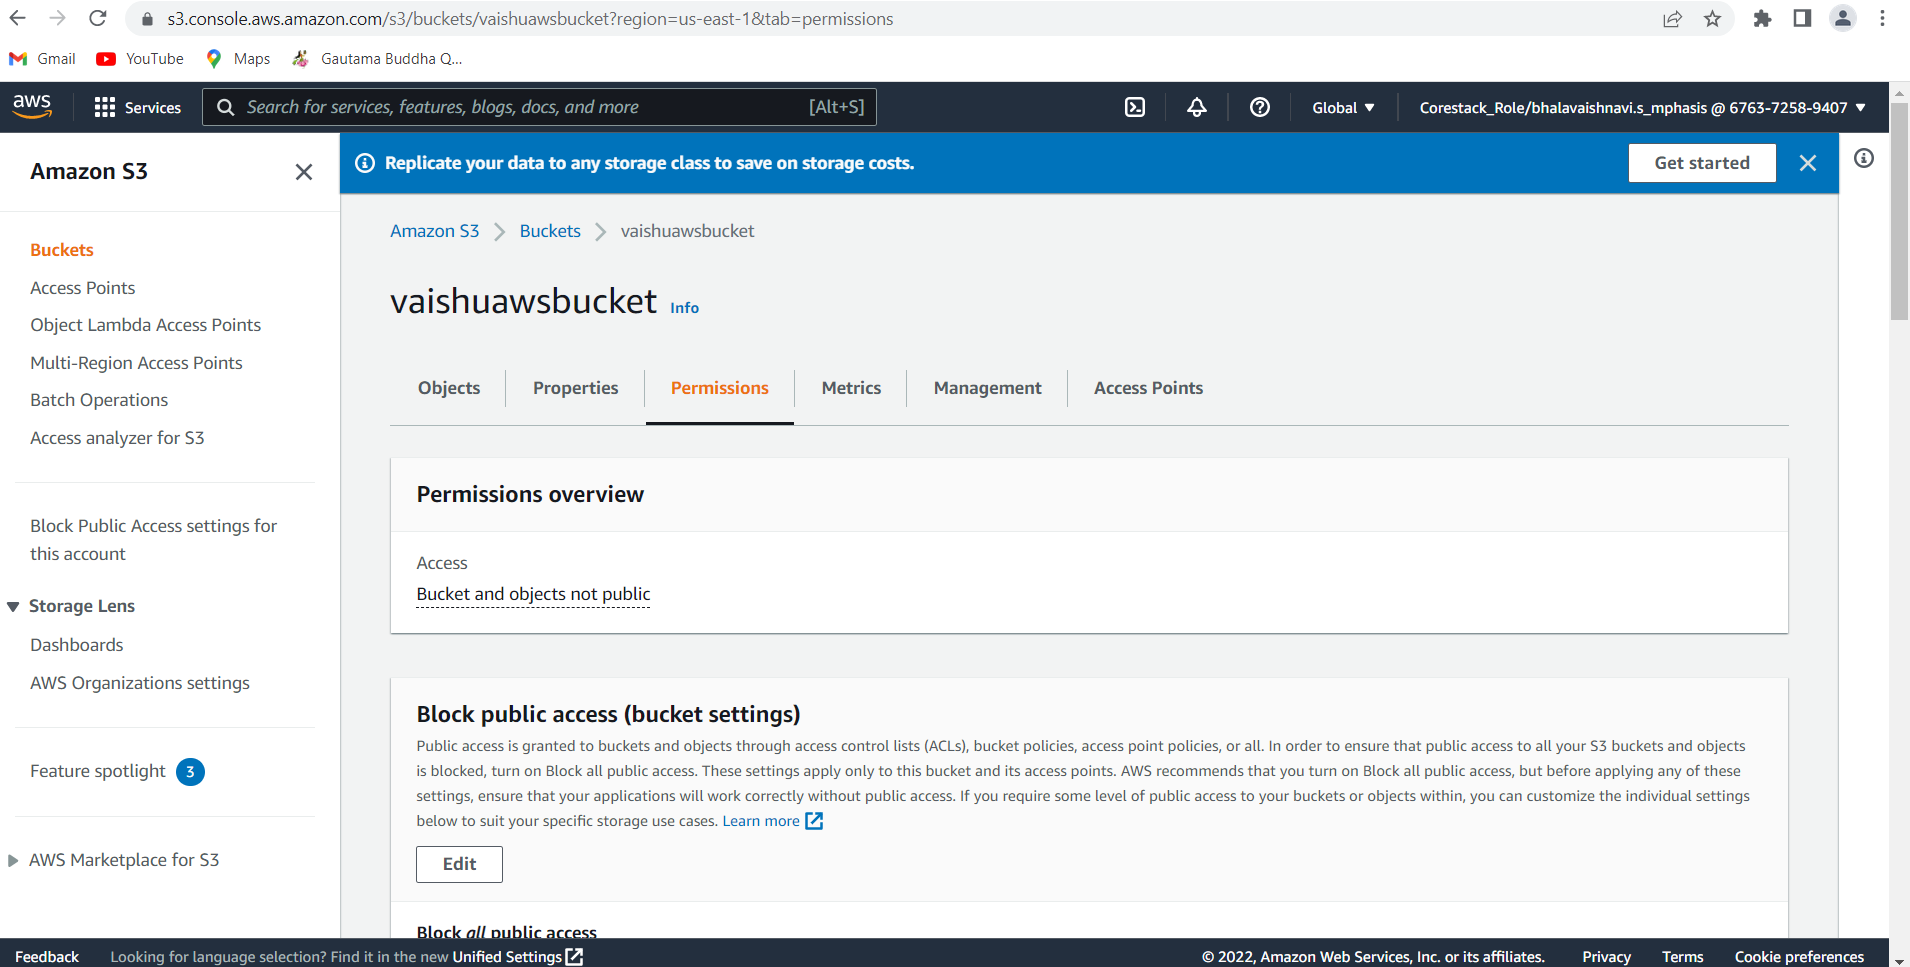 s3.console.aws.amazon.com/s3/buckets/vaishuawsbucket?region=us-east-1&tab=permissions
Gmail YouTube Maps Gautama Buddha Q...
aws Services Search for services, features, blogs, docs, and more [Alt+S] Global Corestack_Role/bhalavaishnavi.s_mphasis @ 6763-7258-9407
Amazon S3
Replicate your data to any storage class to save on storage costs. Get started
Buckets
Access Points
Object Lambda Access Points
Multi-Region Access Points
Batch Operations
Access analyzer for S3
Block Public Access settings for
this account
Storage Lens
Dashboards
AWS Organizations settings
Feature spotlight 3
AWS Marketplace for S3
Amazon S3 Buckets vaishuawsbucket
vaishuawsbucket Info
Objects Properties Permissions Metrics Management Access Points
Permissions overview
Access
Bucket and objects not public
Block public access (bucket settings)
Public access is granted to buckets and objects through access control lists (ACLs), bucket policies, access point policies, or all. In order to ensure that public access to all your S3 buckets and objects
is blocked, turn on Block all public access. These settings apply only to this bucket and its access points. AWS recommends that you turn on Block all public access, but before applying any of these
settings, ensure that your applications will work correctly without public access. If you require some level of public access to your buckets or objects within, you can customize the individual settings
below to suit your specific storage use cases. Learn more
Edit
Block all public access
Feedback Looking for language selection? Find it in the new Unified Settings © 2022, Amazon Web Services, Inc. or its affiliates. Privacy Terms Cookie preferences